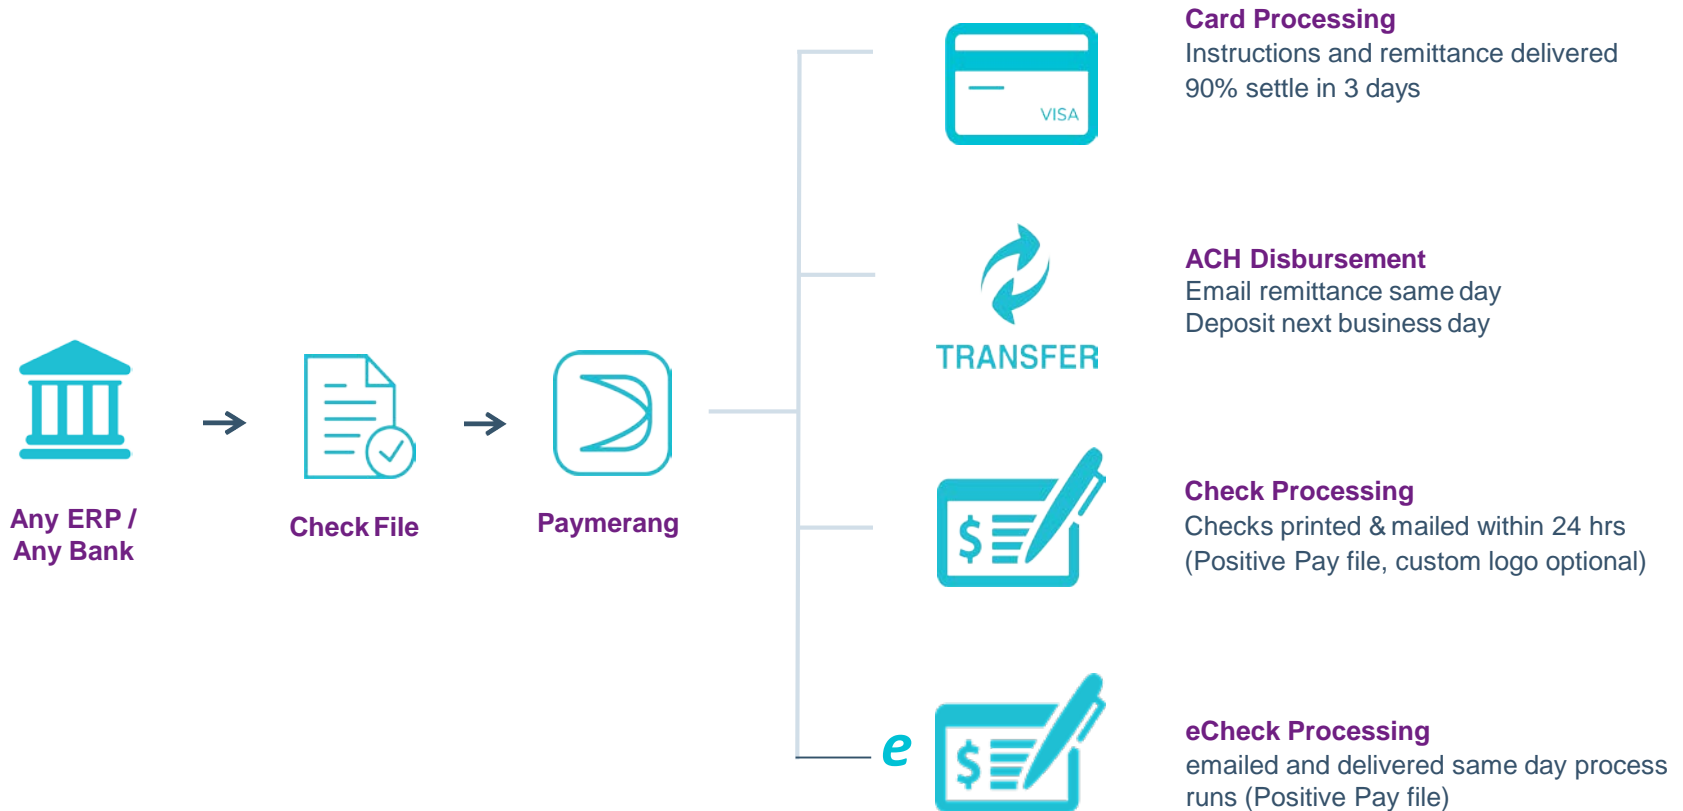 Any ERP /
Any Bank
Check File
Paymerang
VISA
Card Processing
Instructions and remittance delivered
90% settle in 3 days
TRANSFER
ACH Disbursement
Email remittance same day
Deposit next business day
$
Check Processing
Checks printed & mailed within 24 hrs
(Positive Pay file, custom logo optional)
e
$
eCheck Processing
emailed and delivered same day process
runs (Positive Pay file)